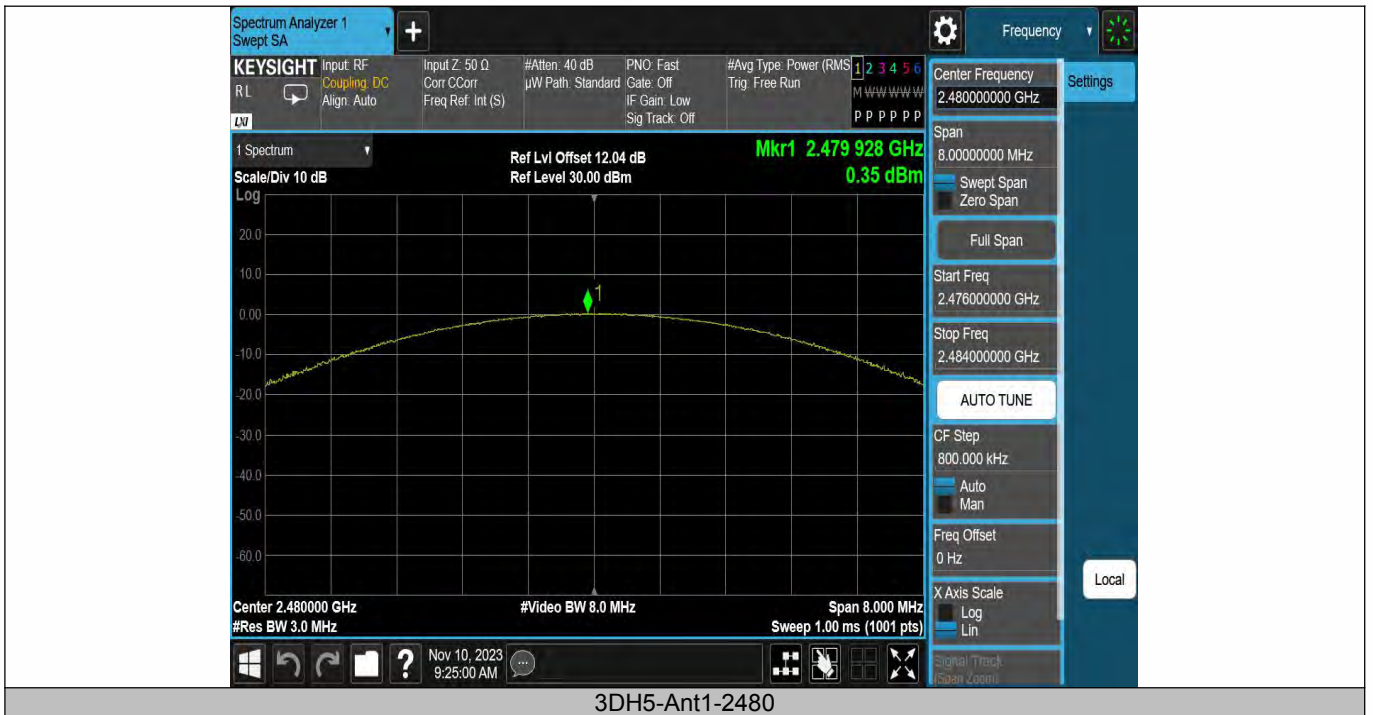 Spectrum Analyzer 1
Swept SA
+
Frequency
KEYSIGHT
RL
LXI
Input: RF
Coupling: DC
Align: Auto
Input Z: 50 Ω
Corr CCorr
Freq Ref: Int (S)
#Atten: 40 dB
µW Path: Standard
PNO: Fast
Gate: Off
IF Gain: Low
Sig Track: Off
#Avg Type: Power (RMS
Trig: Free Run
1 2 3 4 5 6
M W W W W W
P P P P P P
1 Spectrum
Scale/Div 10 dB
Log
Ref Lvl Offset 12.04 dB
Ref Level 30.00 dBm
Mkr1 2.479 928 GHz
0.35 dBm
20.0
10.0
1
0.00
-10.0
-20.0
-30.0
-40.0
-50.0
-60.0
Center 2.480000 GHz
#Res BW 3.0 MHz
#Video BW 8.0 MHz
Span 8.000 MHz
Sweep 1.00 ms (1001 pts)
Center Frequency
2.480000000 GHz
Settings
Span
8.00000000 MHz
Swept Span
Zero Span
Full Span
Start Freq
2.476000000 GHz
Stop Freq
2.484000000 GHz
AUTO TUNE
CF Step
800.000 kHz
Auto
Man
Freq Offset
0 Hz
X Axis Scale
Log
Lin
Signal Track
(Span Zoom)
Local
?
Nov 10, 2023
9:25:00 AM
3DH5-Ant1-2480